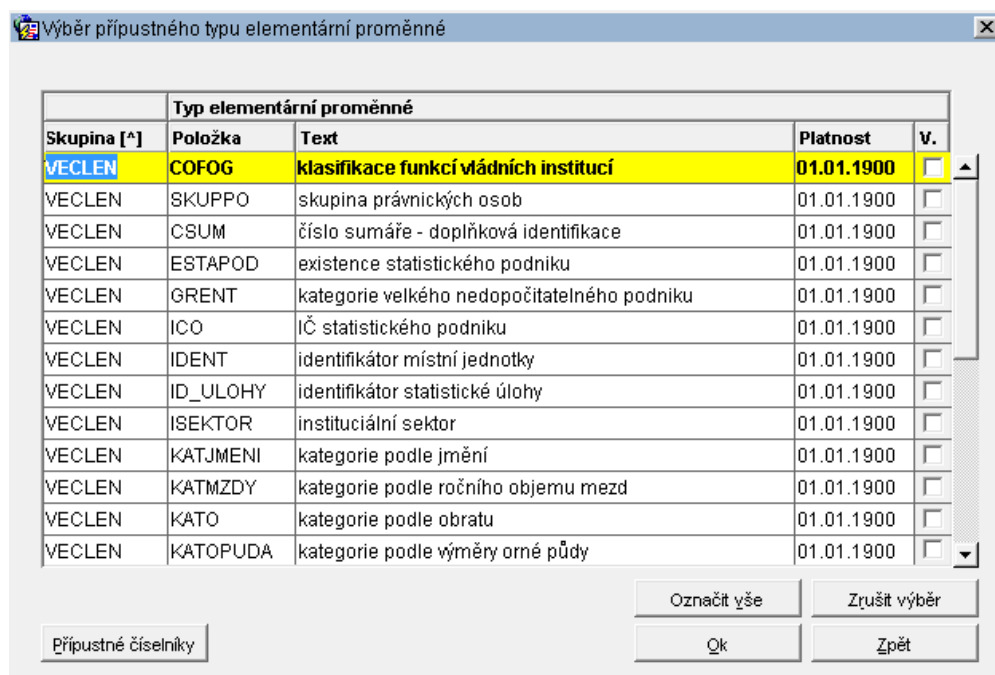 Výběr přípustného typu elementární proměnné
Typ elementární proměnné
Skupina [^] Položka Text Platnost V.
VECLEN COFOG klasifikace funkcí vládních institucí 01.01.1900
VECLEN SKUPPO skupina právnických osob 01.01.1900
VECLEN CSUM číslo sumáře - doplňková identifikace 01.01.1900
VECLEN ESTAPOD existence statistického podniku 01.01.1900
VECLEN GRENT kategorie velkého nedopočitatelného podniku 01.01.1900
VECLEN ICO IČ statistického podniku 01.01.1900
VECLEN IDENT identifikátor místní jednotky 01.01.1900
VECLEN ID_ULOHY identifikátor statistické úlohy 01.01.1900
VECLEN ISEKTOR instituciální sektor 01.01.1900
VECLEN KATJMENI kategorie podle jmění 01.01.1900
VECLEN KATMZDY kategorie podle ročního objemu mezd 01.01.1900
VECLEN KATO kategorie podle obratu 01.01.1900
VECLEN KATOPUDA kategorie podle výměry orné půdy 01.01.1900
Označit vše Zrušit výběr
Přípustné číselníky Ok Zpět